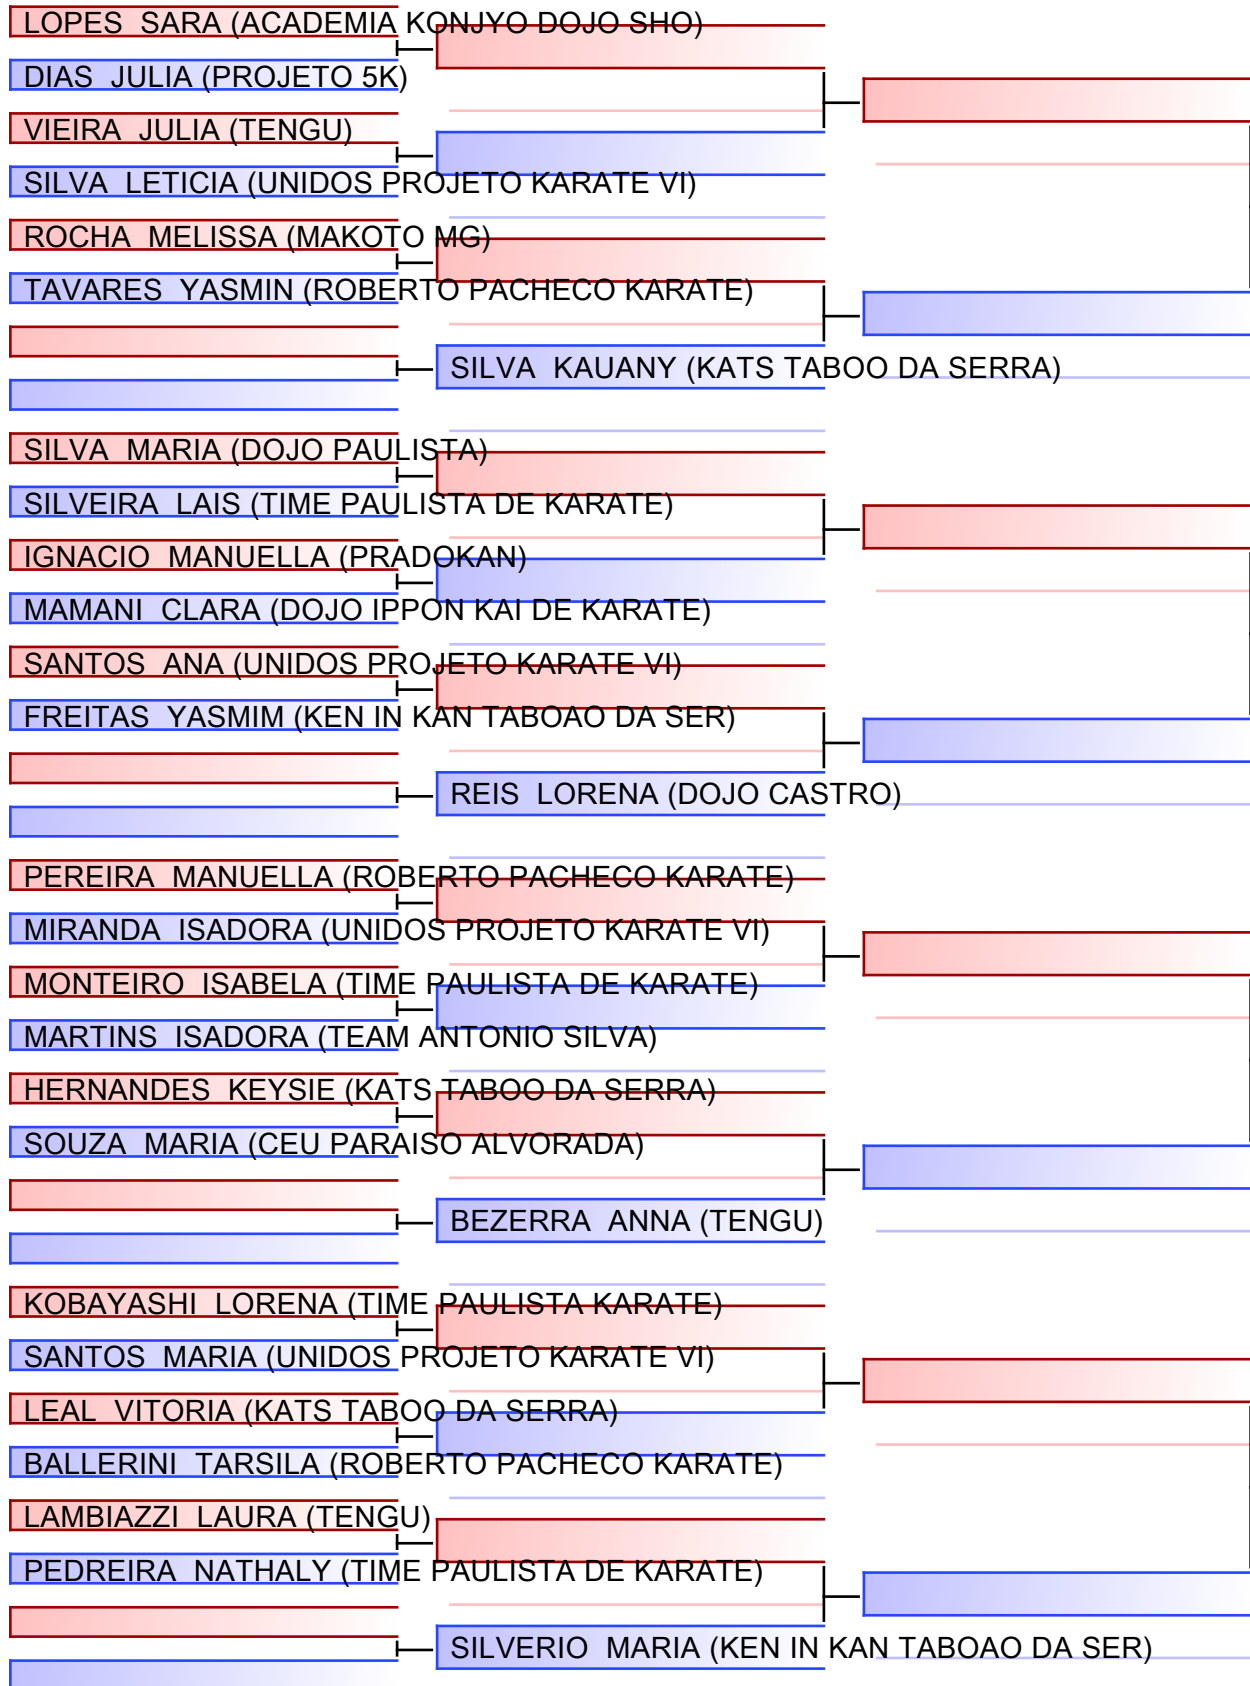 LOPES  SARA (ACADEMIA KONJYO DOJO SHO)
DIAS  JULIA (PROJETO 5K)
VIEIRA  JULIA (TENGU)
SILVA  LETICIA (UNIDOS PROJETO KARATE VI)
ROCHA  MELISSA (MAKOTO MG)
TAVARES  YASMIN (ROBERTO PACHECO KARATE)
SILVA  KAUANY (KATS TABOO DA SERRA)
SILVA  MARIA (DOJO PAULISTA)
SILVEIRA  LAIS (TIME PAULISTA DE KARATE)
IGNACIO  MANUELLA (PRADOKAN)
MAMANI  CLARA (DOJO IPPON KAI DE KARATE)
SANTOS  ANA (UNIDOS PROJETO KARATE VI)
FREITAS  YASMIM (KEN IN KAN TABOAO DA SER)
REIS  LORENA (DOJO CASTRO)
PEREIRA  MANUELLA (ROBERTO PACHECO KARATE)
MIRANDA  ISADORA (UNIDOS PROJETO KARATE VI)
MONTEIRO  ISABELA (TIME PAULISTA DE KARATE)
MARTINS  ISADORA (TEAM ANTONIO SILVA)
HERNANDES  KEYSIE (KATS TABOO DA SERRA)
SOUZA  MARIA (CEU PARAISO ALVORADA)
BEZERRA  ANNA (TENGU)
KOBAYASHI  LORENA (TIME PAULISTA KARATE)
SANTOS  MARIA (UNIDOS PROJETO KARATE VI)
LEAL  VITORIA (KATS TABOO DA SERRA)
BALLERINI  TARSILA (ROBERTO PACHECO KARATE)
LAMBIAZZI  LAURA (TENGU)
PEDREIRA  NATHALY (TIME PAULISTA DE KARATE)
SILVERIO  MARIA (KEN IN KAN TABOAO DA SER)